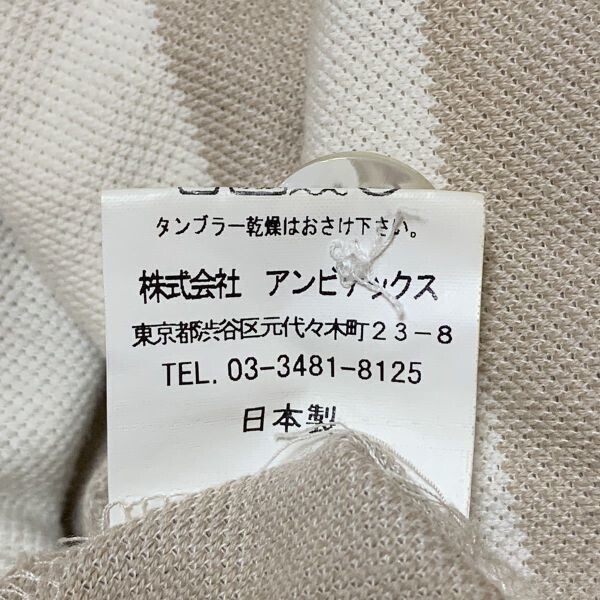 タンブラー乾燥はおさけ下さい。
株式会社 アンビアックス
東京都渋谷区元代々木町23-8
TEL. 03-3481-8125
日本製